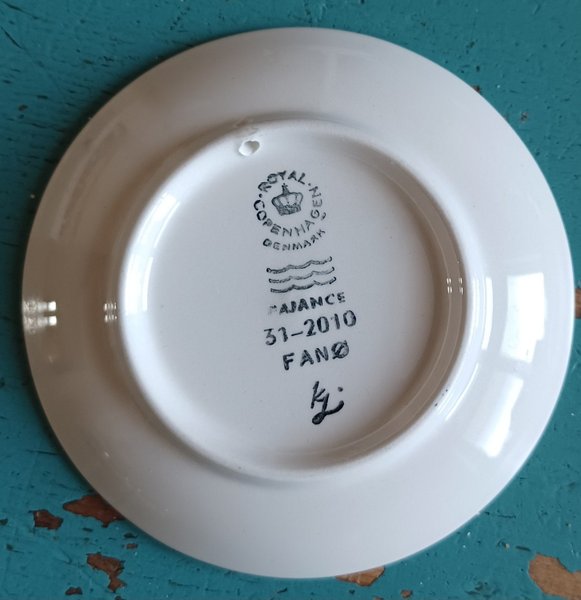 ROYAL
COPENHAGEN
DENMARK
FAJANCE
31-2010
FANØ